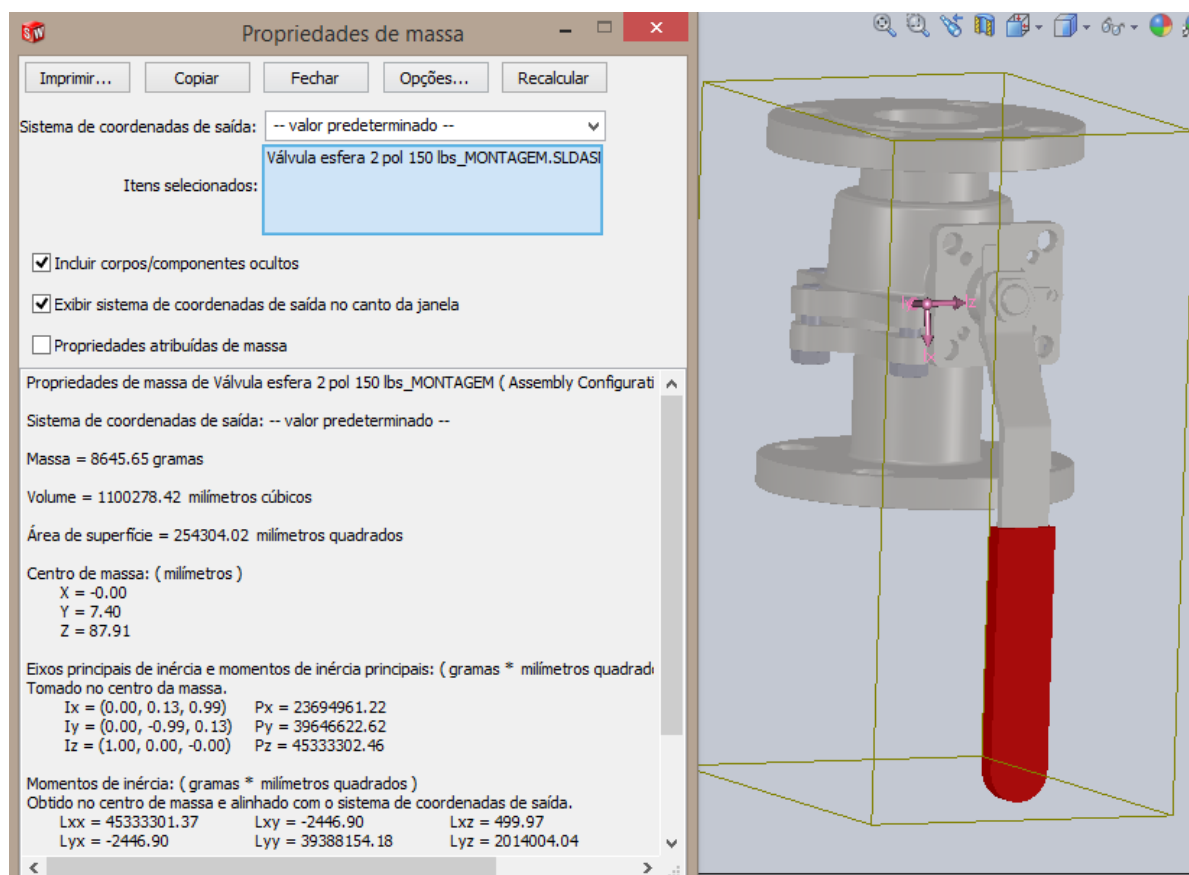 SW
Propriedades de massa
Imprimir... Copiar Fechar Opções... Recalcular
Sistema de coordenadas de saída: -- valor predeterminado --
Válvula esfera 2 pol 150 lbs_MONTAGEM.SLDAS
Itens selecionados:
Incluir corpos/componentes ocultos
Exibir sistema de coordenadas de saída no canto da janela
Propriedades atribuídas de massa
Propriedades de massa de Válvula esfera 2 pol 150 lbs_MONTAGEM ( Assembly Configurati
Sistema de coordenadas de saída: -- valor predeterminado --
Massa = 8645.65 gramas
Volume = 1100278.42 milímetros cúbicos
Área de superfície = 254304.02 milímetros quadrados
Centro de massa: ( milímetros )
X = -0.00
Y = 7.40
Z = 87.91
Eixos principais de inércia e momentos de inércia principais: ( gramas * milímetros quadrado
Tomado no centro da massa.
Ix = (0.00, 0.13, 0.99) Px = 23694961.22
Iy = (0.00, -0.99, 0.13) Py = 39646622.62
Iz = (1.00, 0.00, -0.00) Pz = 45333302.46
Momentos de inércia: ( gramas * milímetros quadrados )
Obtido no centro de massa e alinhado com o sistema de coordenadas de saída.
Lxx = 45333301.37 Lxy = -2446.90 Lxz = 499.97
Lyx = -2446.90 Lyy = 39388154.18 Lyz = 2014004.04
Iy Iz
Ix